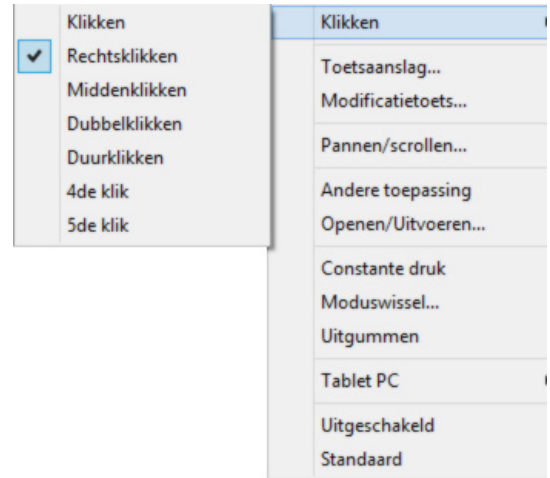 Klikken
Rechtsklikken
Middenklikken
Dubbelklikken
Duurklikken
4de klik
5de klik
Klikken
Toetsaanslag...
Modificatietoets...
Pannen/scrollen...
Andere toepassing
Openen/Uitvoeren...
Constante druk
Moduswissel...
Uitgummen
Tablet PC
Uitgeschakeld
Standaard